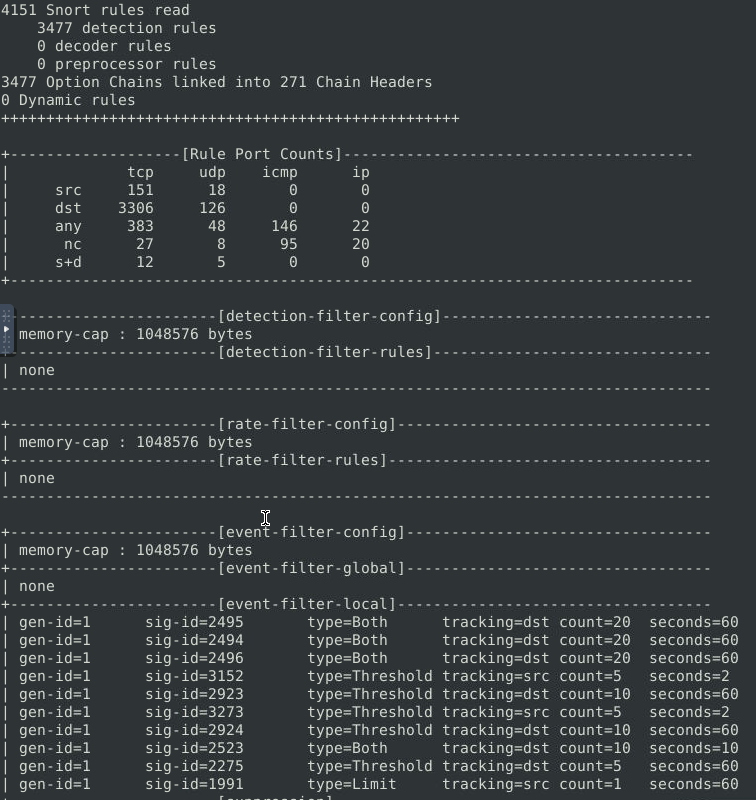 4151 Snort rules read
    3477 detection rules
    0 decoder rules
    0 preprocessor rules
3477 Option Chains linked into 271 Chain Headers
0 Dynamic rules
+++++++++++++++++++++++++++++++++++++++++++++++++++

+-------------------[Rule Port Counts]---------------------------------------
|             tcp     udp    icmp      ip
|     src     151      18       0       0
|     dst    3306     126       0       0
|     any     383      48     146      22
|      nc      27       8      95      20
|     s+d      12       5       0       0
+----------------------------------------------------------------------------

-----------------------[detection-filter-config]------------------------------
memory-cap : 1048576 bytes
-----------------------[detection-filter-rules]-------------------------------
| none
-------------------------------------------------------------------------------

+-----------------------[rate-filter-config]-----------------------------------
| memory-cap : 1048576 bytes
+-----------------------[rate-filter-rules]------------------------------------
| none
-------------------------------------------------------------------------------

+-----------------------[event-filter-config]----------------------------------
| memory-cap : 1048576 bytes
+-----------------------[event-filter-global]----------------------------------
| none
+-----------------------[event-filter-local]-----------------------------------
| gen-id=1      sig-id=2495       type=Both      tracking=dst count=20  seconds=60
| gen-id=1      sig-id=2494       type=Both      tracking=dst count=20  seconds=60
| gen-id=1      sig-id=2496       type=Both      tracking=dst count=20  seconds=60
| gen-id=1      sig-id=3152       type=Threshold tracking=src count=5   seconds=2
| gen-id=1      sig-id=2923       type=Threshold tracking=dst count=10  seconds=60
| gen-id=1      sig-id=3273       type=Threshold tracking=src count=5   seconds=2
| gen-id=1      sig-id=2924       type=Threshold tracking=dst count=10  seconds=60
| gen-id=1      sig-id=2523       type=Both      tracking=dst count=10  seconds=10
| gen-id=1      sig-id=2275       type=Threshold tracking=dst count=5   seconds=60
| gen-id=1      sig-id=1991       type=Limit     tracking=src count=1   seconds=60